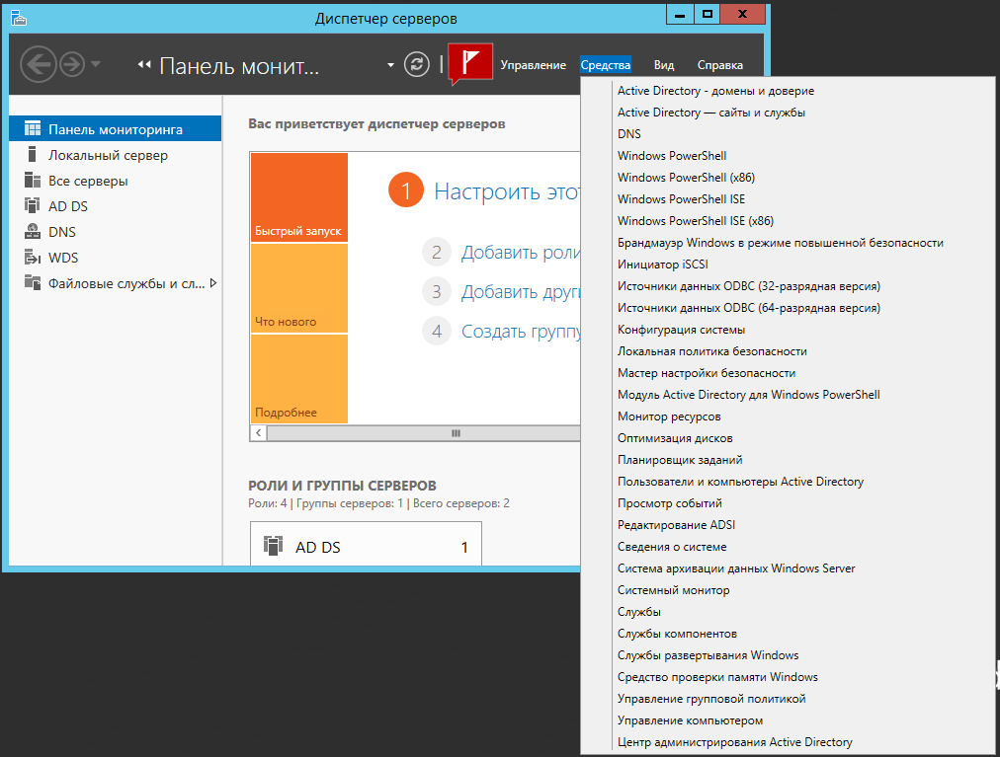 Диспетчер серверов
Панель монит...
Управление
Средства
Вид
Справка
Панель мониторинга
Локальный сервер
Все серверы
AD DS
DNS
WDS
Файловые службы и сл...
Вас приветствует диспетчер серверов
Быстрый запуск
Что нового
Подробнее
1 Настроить этот
2 Добавить роли
3 Добавить други
4 Создать группу
РОЛИ И ГРУППЫ СЕРВЕРОВ
Роли: 4 | Группы серверов: 1 | Всего серверов: 2
AD DS 1
Active Directory - домены и доверие
Active Directory — сайты и службы
DNS
Windows PowerShell
Windows PowerShell (x86)
Windows PowerShell ISE
Windows PowerShell ISE (x86)
Брандмауэр Windows в режиме повышенной безопасности
Инициатор iSCSI
Источники данных ODBC (32-разрядная версия)
Источники данных ODBC (64-разрядная версия)
Конфигурация системы
Локальная политика безопасности
Мастер настройки безопасности
Модуль Active Directory для Windows PowerShell
Монитор ресурсов
Оптимизация дисков
Планировщик заданий
Пользователи и компьютеры Active Directory
Просмотр событий
Редактирование ADSI
Сведения о системе
Система архивации данных Windows Server
Системный монитор
Службы
Службы компонентов
Службы развертывания Windows
Средство проверки памяти Windows
Управление групповой политикой
Управление компьютером
Центр администрирования Active Directory